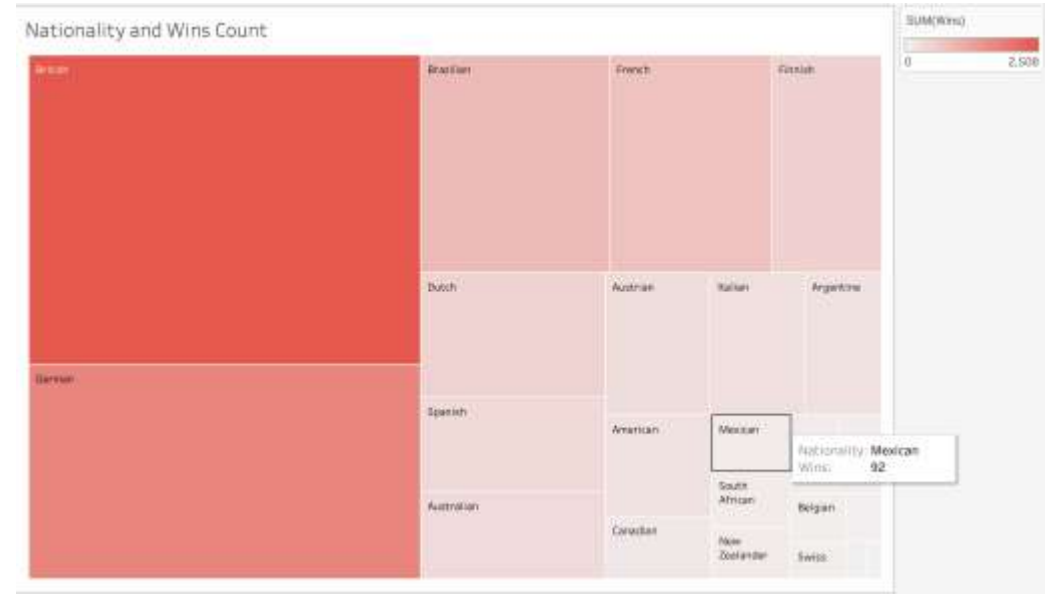 Nationality and Wins Count
SUM(Wins)
0 2,508
British
Brazilian
French
Finnish
Dutch
Austrian
Italian
Argentine
German
Spanish
American
Mexican
Nationality: Mexican
Wins: 92
South
African
Australian
Belgian
Canadian
New
Zealander
Swiss